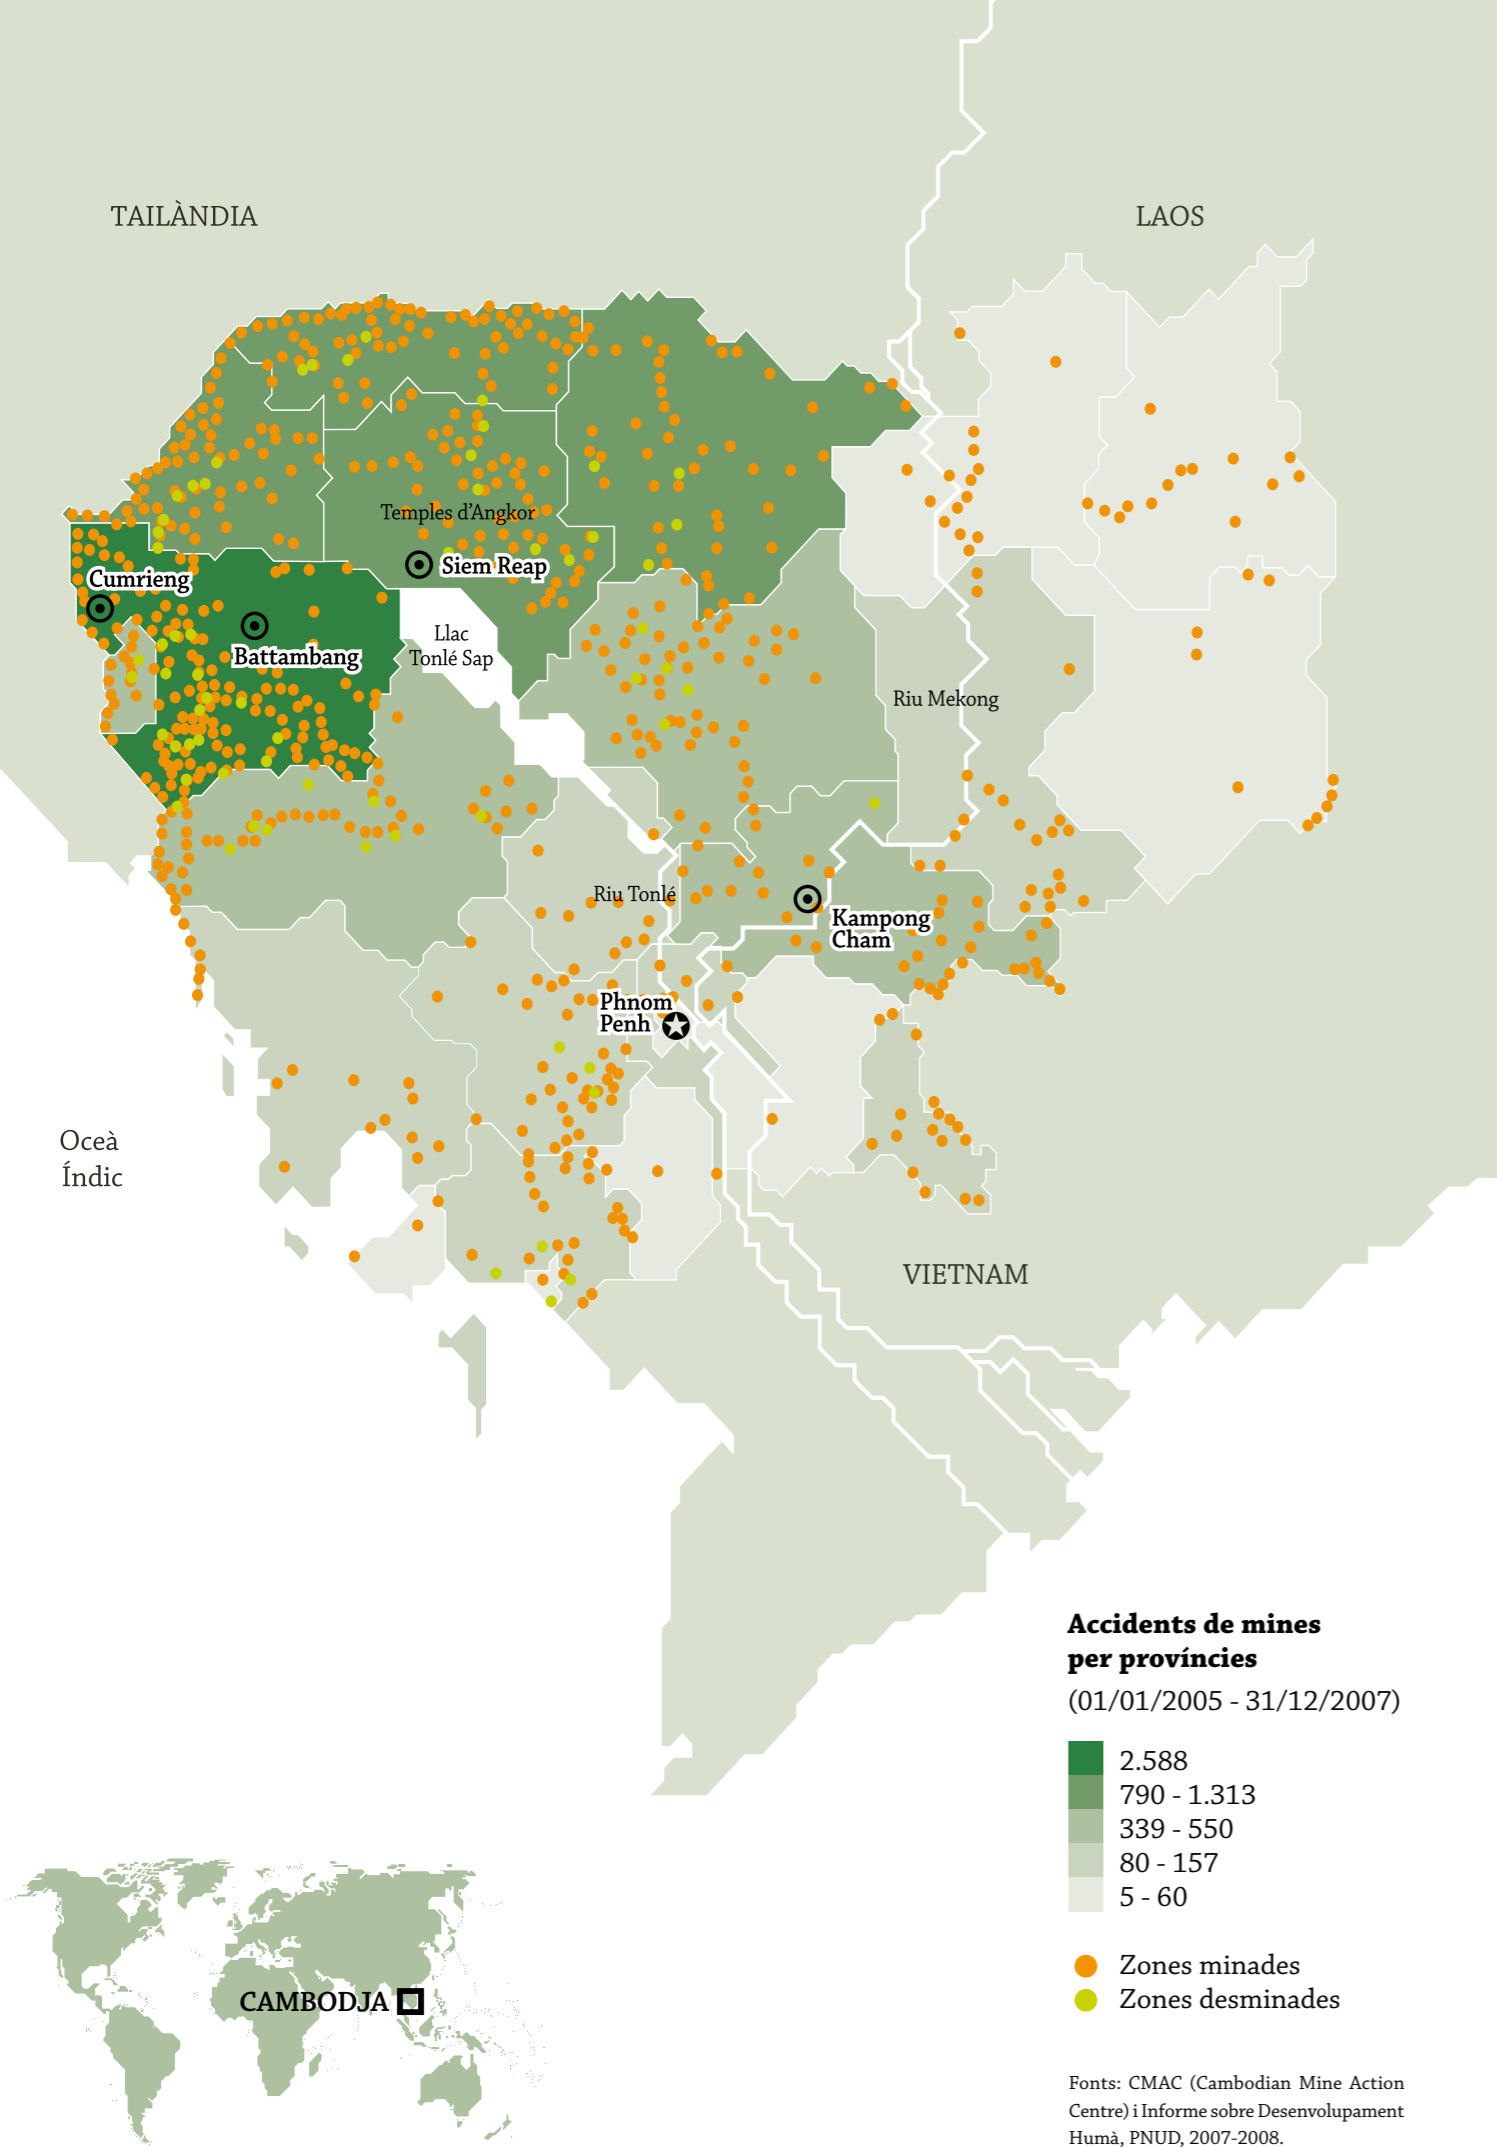 TAILÀNDIA
LAOS
Temples d'Angkor
Siem Reap
Cumrieng
Battambang
Llac
Tonlé Sap
Riu Mekong
Riu Tonlé
Kampong
Cham
Phnom
Penh
Oceà
Índic
VIETNAM
Accidents de mines
per províncies
(01/01/2005 - 31/12/2007)
2.588
790 - 1.313
339 - 550
80 - 157
5 - 60
Zones minades
Zones desminades
CAMBODJA
Fonts: CMAC (Cambodian Mine Action
Centre) i Informe sobre Desenvolupament
Humà, PNUD, 2007-2008.